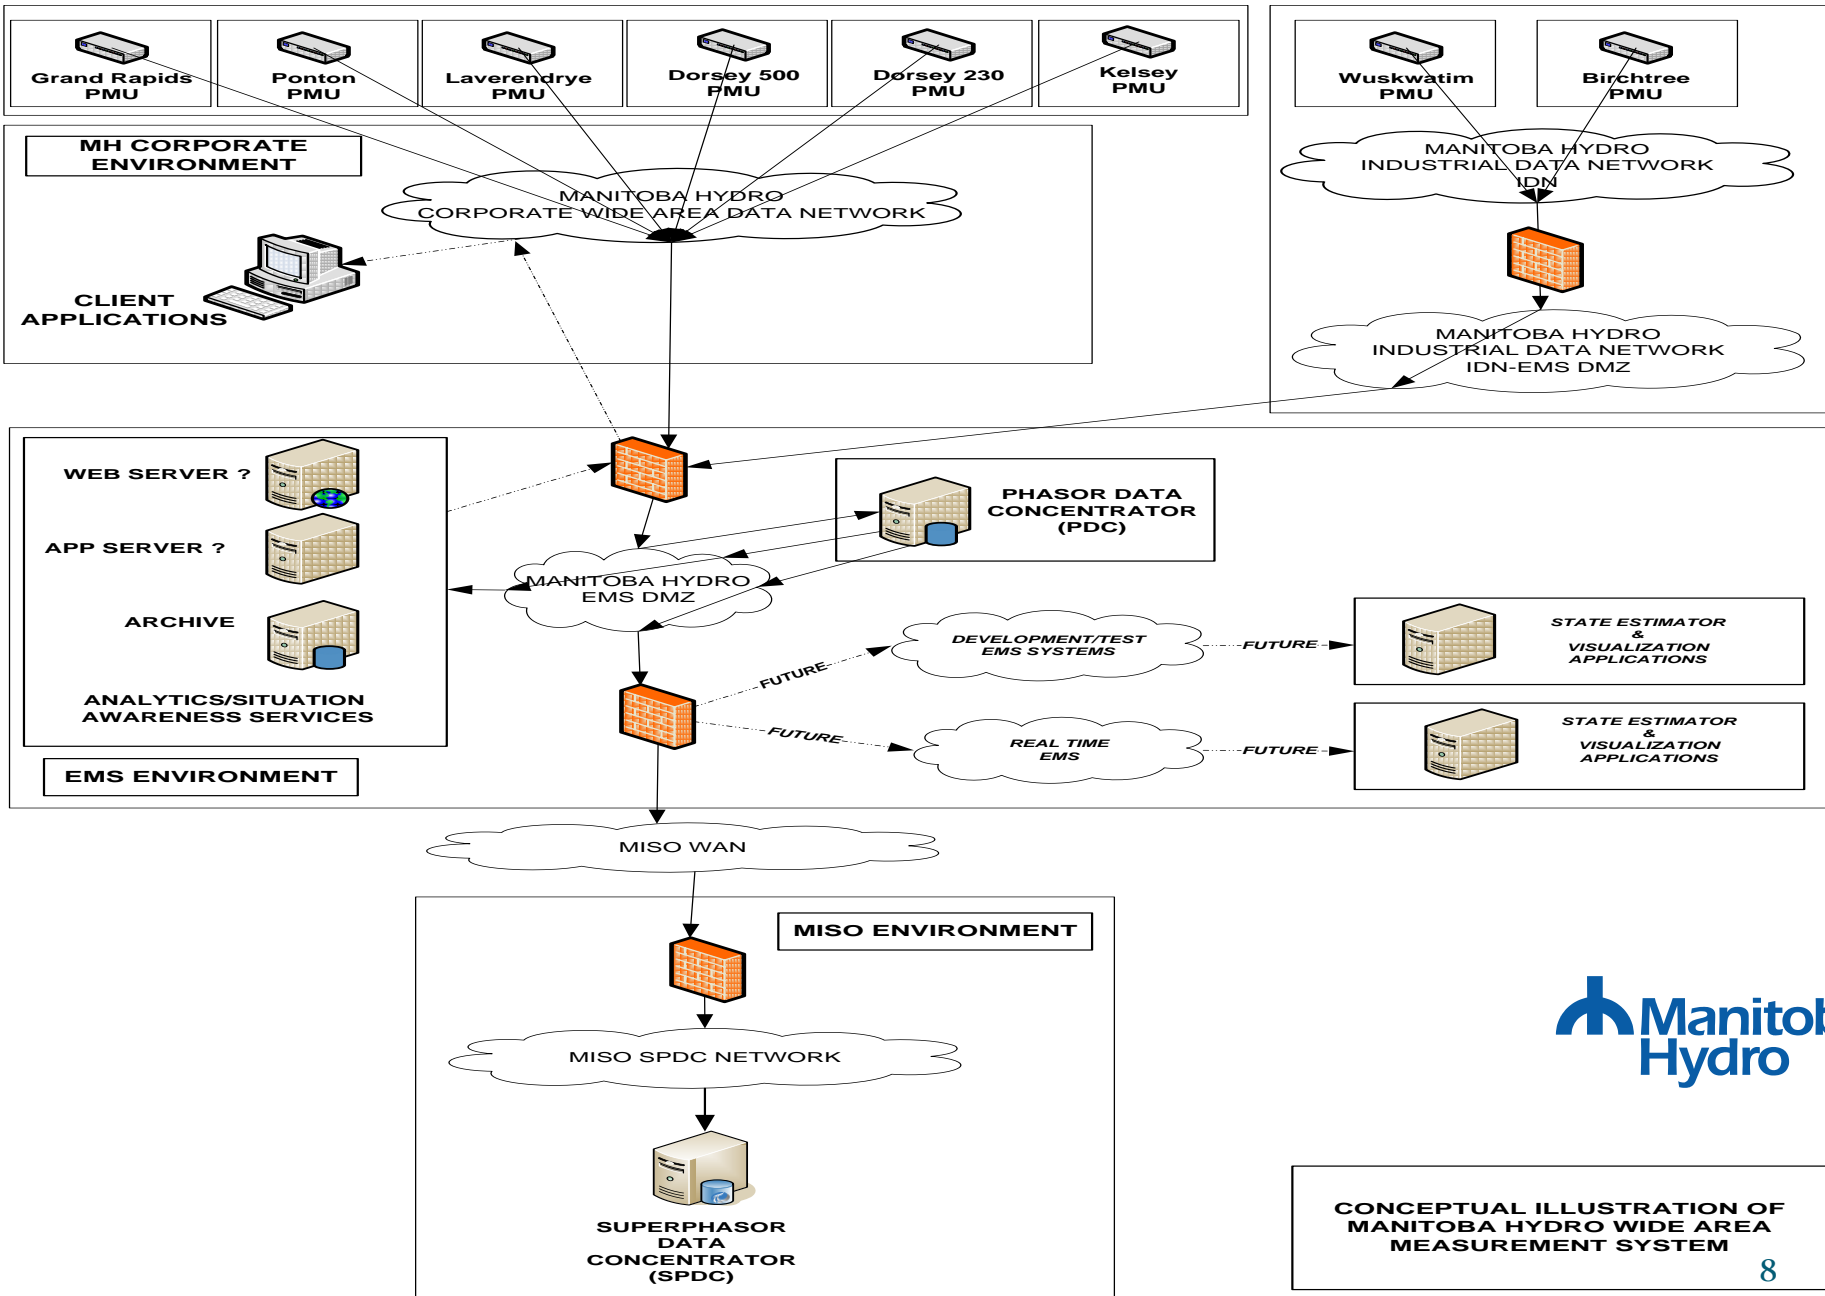 Grand Rapids
PMU
Ponton
PMU
Laverendrye
PMU
Dorsey 500
PMU
Dorsey 230
PMU
Kelsey
PMU
Wuskwatim
PMU
Birchtree
PMU
MH CORPORATE
ENVIRONMENT
MANITOBA HYDRO
CORPORATE WIDE AREA DATA NETWORK
MANITOBA HYDRO
INDUSTRIAL DATA NETWORK
IDN
CLIENT
APPLICATIONS
MANITOBA HYDRO
INDUSTRIAL DATA NETWORK
IDN-EMS DMZ
WEB SERVER ?
APP SERVER ?
ARCHIVE
ANALYTICS/SITUATION
AWARENESS SERVICES
EMS ENVIRONMENT
PHASOR DATA
CONCENTRATOR
(PDC)
MANITOBA HYDRO
EMS DMZ
FUTURE
DEVELOPMENT/TEST
EMS SYSTEMS
FUTURE
STATE ESTIMATOR
&
VISUALIZATION
APPLICATIONS
FUTURE
REAL TIME
EMS
FUTURE
STATE ESTIMATOR
&
VISUALIZATION
APPLICATIONS
MISO WAN
MISO ENVIRONMENT
MISO SPDC NETWORK
SUPERPHASOR
DATA
CONCENTRATOR
(SPDC)
Manitob
Hydro
CONCEPTUAL ILLUSTRATION OF
MANITOBA HYDRO WIDE AREA
MEASUREMENT SYSTEM
8